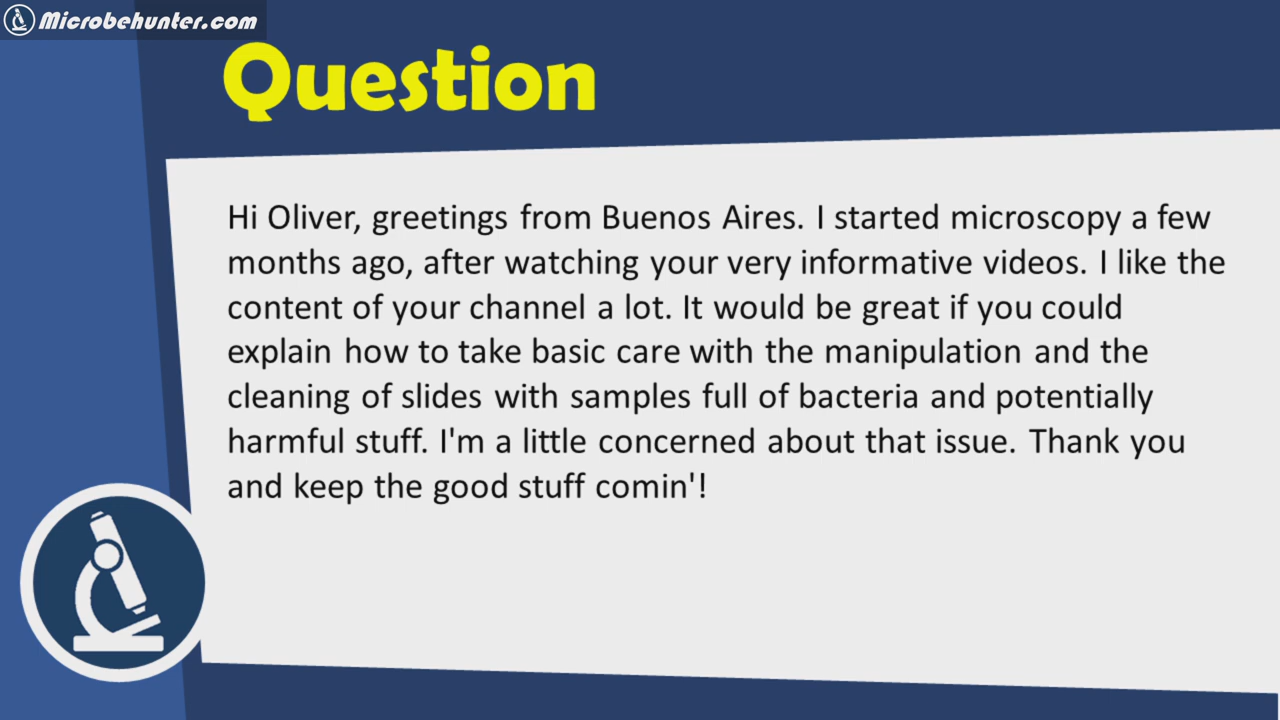 Microbehunter.com
Question
Hi Oliver, greetings from Buenos Aires. I started microscopy a few
months ago, after watching your very informative videos. I like the
content of your channel a lot. It would be great if you could
explain how to take basic care with the manipulation and the
cleaning of slides with samples full of bacteria and potentially
harmful stuff. I'm a little concerned about that issue. Thank you
and keep the good stuff comin'!